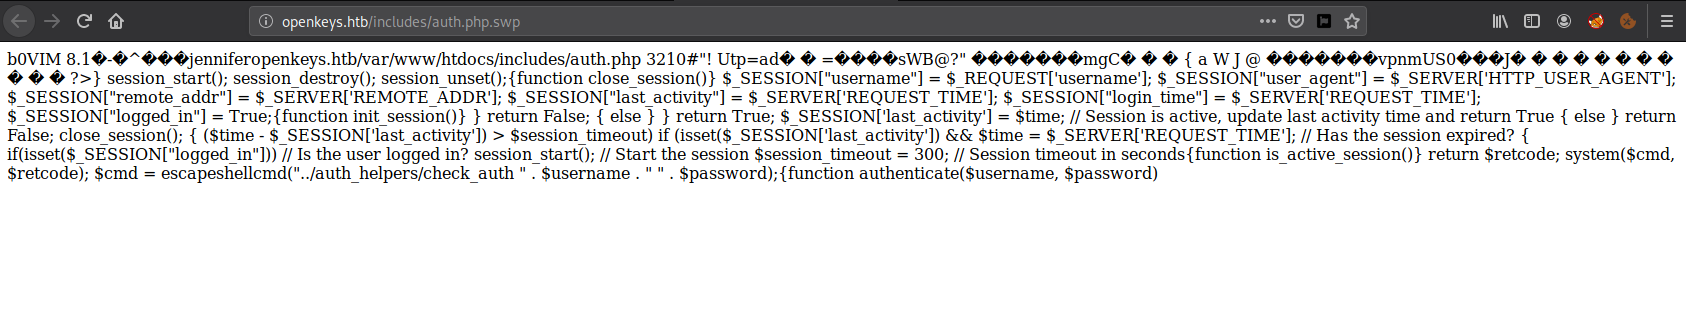 openkeys.htb/includes/auth.php.swp
b0VIM 8.1�-�^���jenniferopenkeys.htb/var/www/htdocs/includes/auth.php 3210#"! Utp=ad� � =����sWB@?" �������mgC� � � { a W J @ �������vpnmUS0���J� � � � � � � �
� � � ?>} session_start(); session_destroy(); session_unset();{function close_session()} $_SESSION["username"] = $_REQUEST['username']; $_SESSION["user_agent"] = $_SERVER['HTTP_USER_AGENT'];
$_SESSION["remote_addr"] = $_SERVER['REMOTE_ADDR']; $_SESSION["last_activity"] = $_SERVER['REQUEST_TIME']; $_SESSION["login_time"] = $_SERVER['REQUEST_TIME'];
$_SESSION["logged_in"] = True;{function init_session()} } return False; { else } } return True; $_SESSION['last_activity'] = $time; // Session is active, update last activity time and return True { else } return
False; close_session(); { ($time - $_SESSION['last_activity']) > $session_timeout) if (isset($_SESSION['last_activity']) && $time = $_SERVER['REQUEST_TIME']; // Has the session expired? {
if(isset($_SESSION["logged_in"])) // Is the user logged in? session_start(); // Start the session $session_timeout = 300; // Session timeout in seconds{function is_active_session()} return $retcode; system($cmd,
$retcode); $cmd = escapeshellcmd("../auth_helpers/check_auth " . $username . " " . $password);{function authenticate($username, $password)